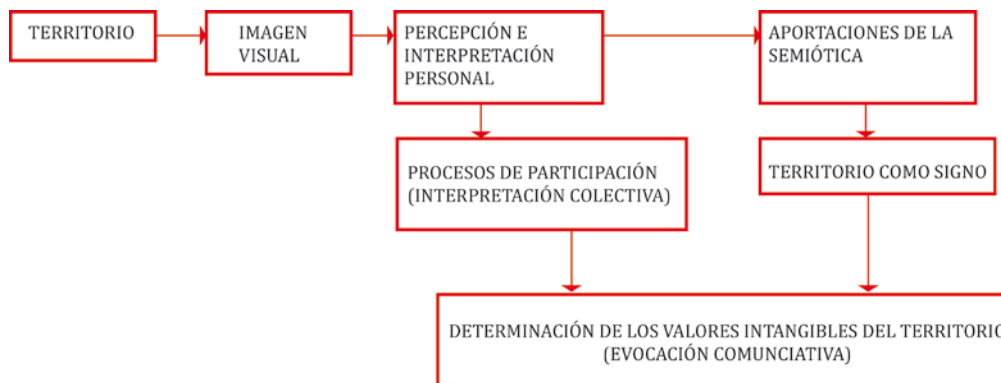 TERRITORIO
IMAGEN
VISUAL
PERCEPCIÓN E
INTERPRETACIÓN
PERSONAL
APORTACIONES DE LA
SEMIÓTICA
PROCESOS DE PARTICIPACIÓN
(INTERPRETACIÓN COLECTIVA)
TERRITORIO COMO SIGNO
DETERMINACIÓN DE LOS VALORES INTANGIBLES DEL TERRITORIO
(EVOCACIÓN COMUNCIATIVA)